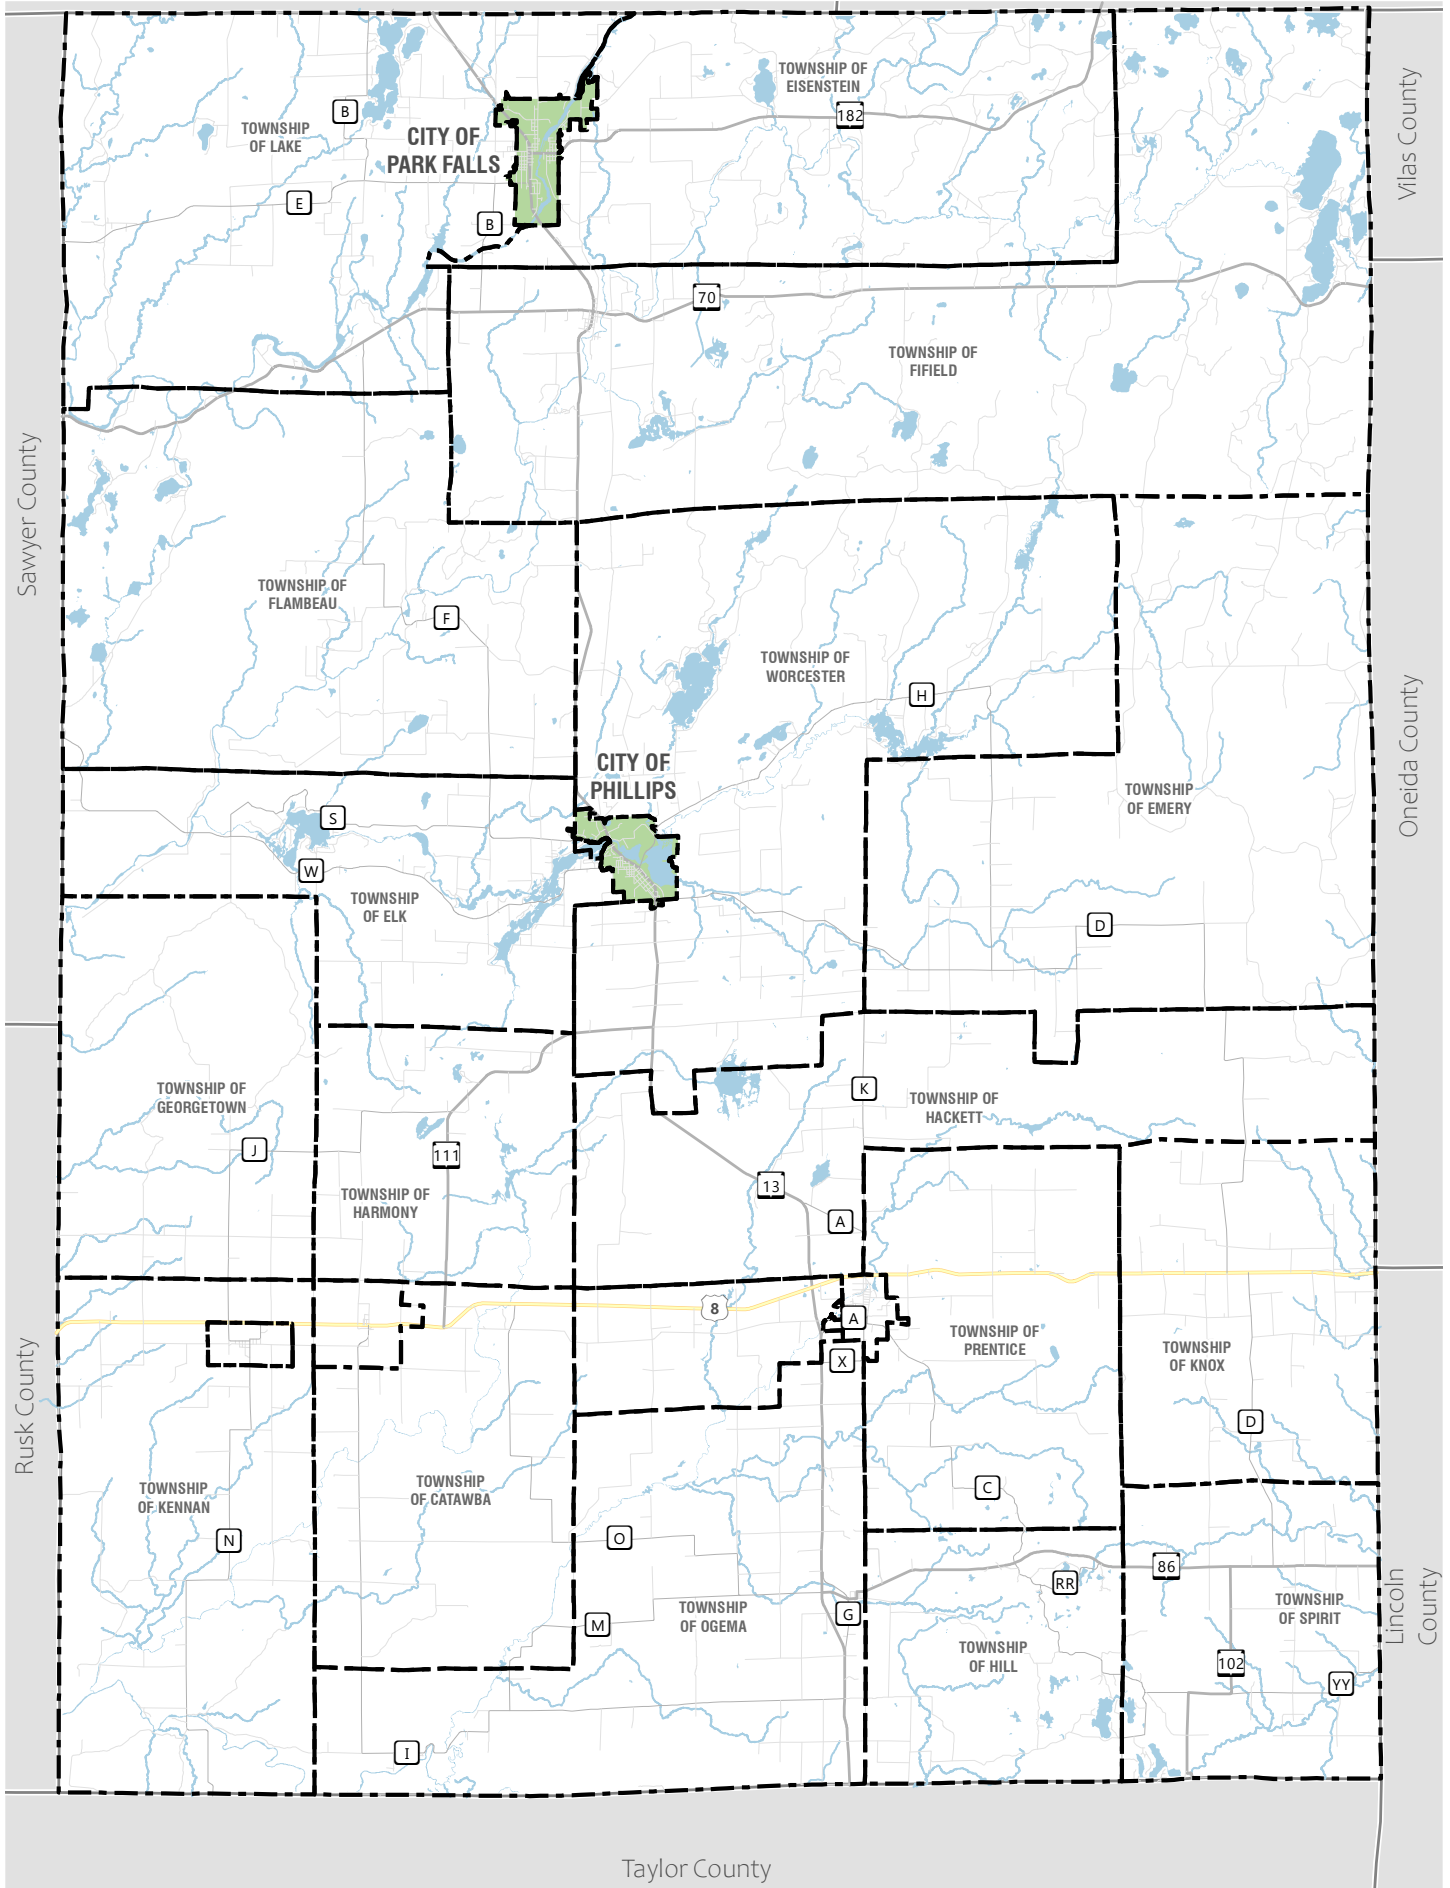 TOWNSHIP OF
EISENSTEIN
182
Vilas County
B
TOWNSHIP
OF LAKE
CITY OF
PARK FALLS
E
B
70
TOWNSHIP OF
FIFIELD
Sawyer County
TOWNSHIP OF
FLAMBEAU
F
TOWNSHIP OF
WORCESTER
H
Oneida County
CITY OF
PHILLIPS
TOWNSHIP
OF EMERY
S
W
TOWNSHIP
OF ELK
D
TOWNSHIP OF
GEORGETOWN
K
TOWNSHIP OF
HACKETT
J
111
13
TOWNSHIP OF
HARMONY
A
8
A
TOWNSHIP OF
PRENTICE
X
TOWNSHIP
OF KNOX
Rusk County
D
TOWNSHIP
OF KENNAN
TOWNSHIP
OF CATAWBA
C
N
O
86
RR
Lincoln
County
TOWNSHIP
OF SPIRIT
M
TOWNSHIP
OF OGEMA
G
TOWNSHIP
OF HILL
102
YY
I
Taylor County